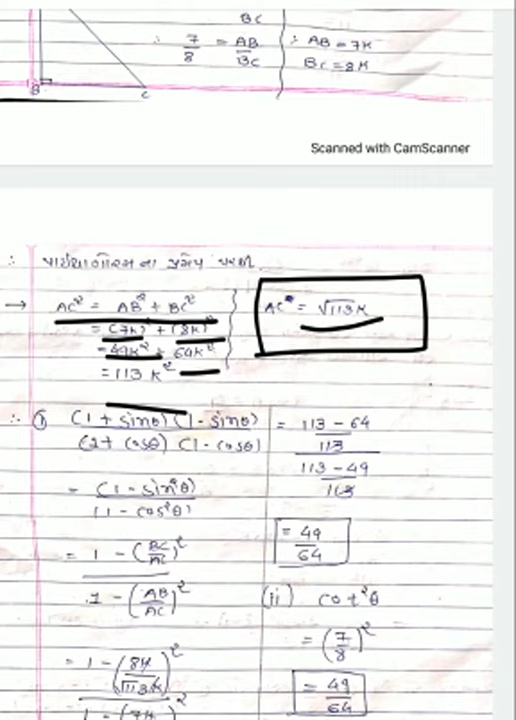 BC
∴ 7/8 = AB/BC
∴ AB = 7K
BC = 8K
B
C
Scanned with CamScanner
∴ પાયથાગોરસ ના પ્રમેય પરથી
→ AC² = AB² + BC²
= (7K)² + (8K)²
= 49K² + 64K²
= 113 K²
AC = √113 K
∴ (i) (1 + sinθ) (1 - sinθ) / (2 + cosθ) (1 - cosθ)
= (1 - sin²θ) / (1 - cos²θ)
= 1 - (BC/AC)² / 1 - (AB/AC)²
= 1 - (8K/√113K)² / 1 - (7K
= 113 - 64 / 113 / 113 - 49 / 113
= 49/64
(ii) cot²θ
= (7/8)²
= 49/64